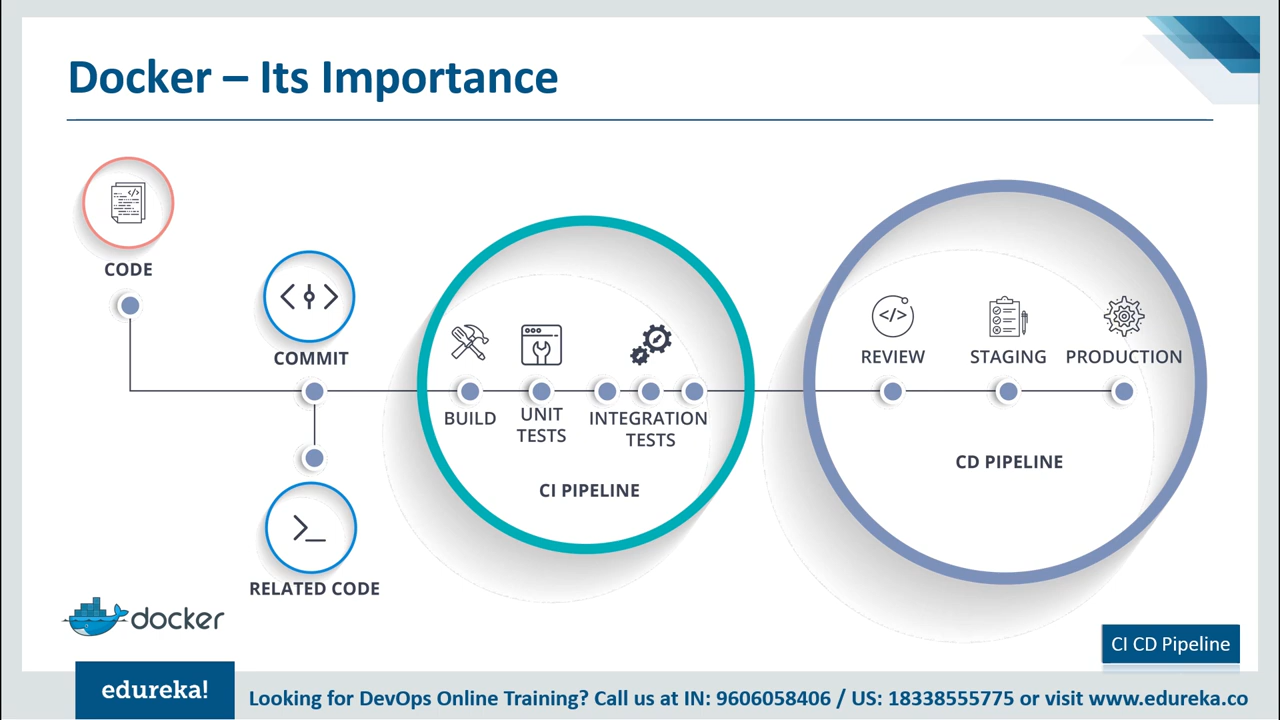 Docker – Its Importance
CODE
COMMIT
RELATED CODE
BUILD
UNIT
TESTS
INTEGRATION
TESTS
CI PIPELINE
REVIEW
STAGING
PRODUCTION
CD PIPELINE
docker
CI CD Pipeline
edureka!
Looking for DevOps Online Training? Call us at IN: 9606058406 / US: 18338555775 or visit www.edureka.co